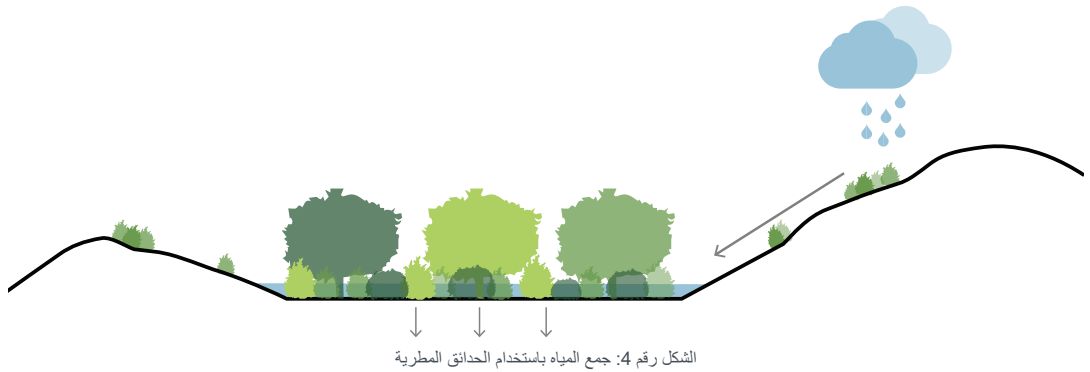 الشكل رقم 4: جمع المياه باستخدام الحدائق المطرية